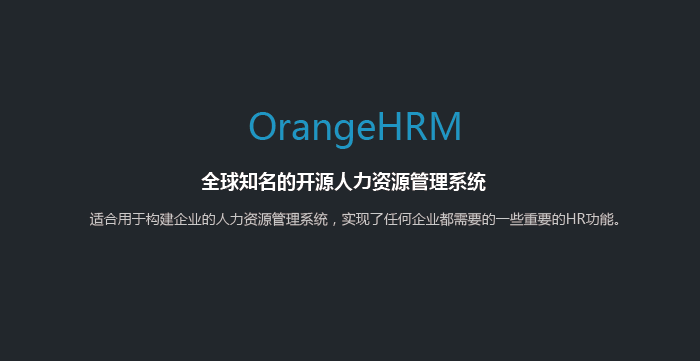 OrangeHRM
全球知名的开源人力资源管理系统
适合用于构建企业的人力资源管理系统，实现了任何企业都需要的一些重要的HR功能。